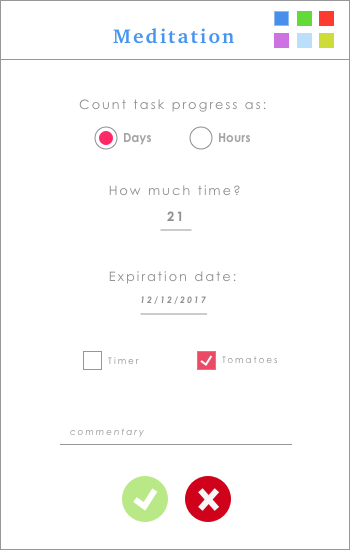 Meditation
Count task progress as:
Days Hours
How much time?
21
Expiration date:
12/12/2017
Timer Tomatoes
commentary